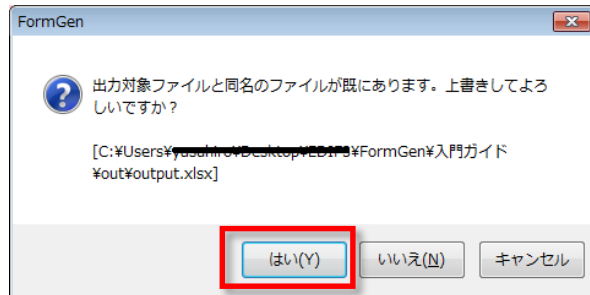 FormGen
出力対象ファイルと同名のファイルが既にあります。上書きしてよろ
しいですか？
[C:¥Users¥ ¥FormGen¥入門ガイド
¥out¥output.xlsx]
はい(Y) いいえ(N) キャンセル